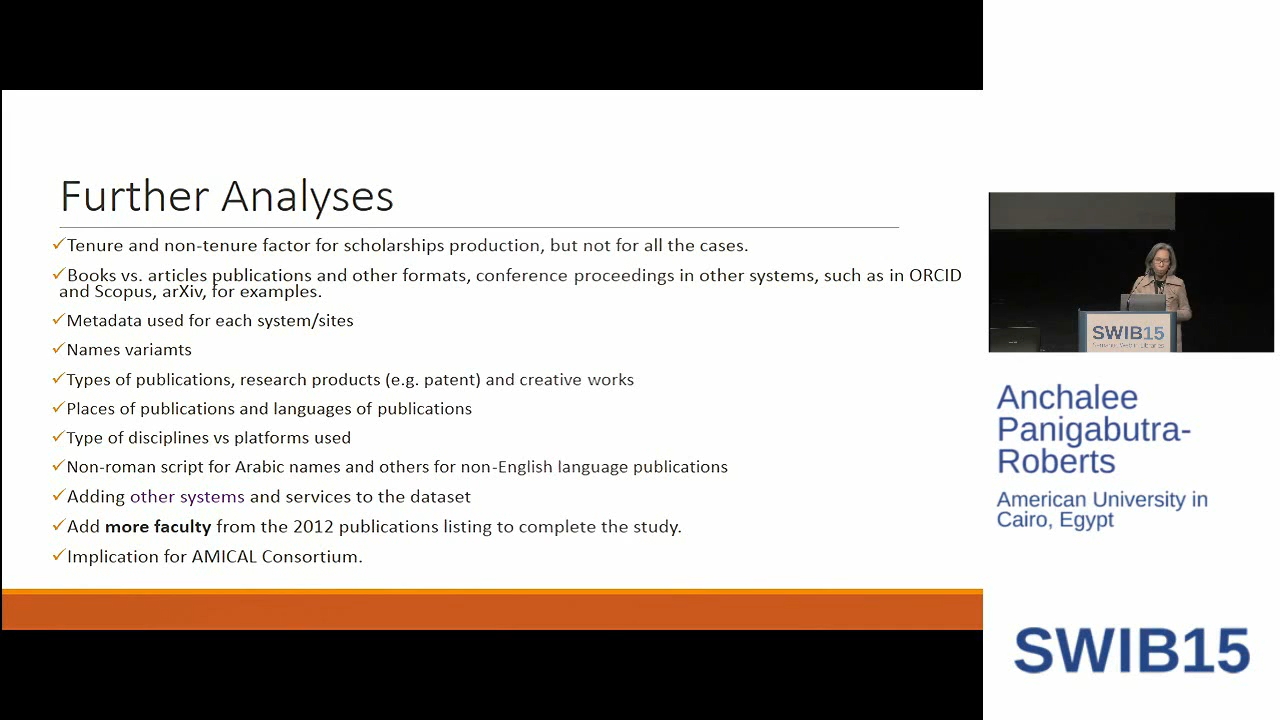 Further Analyses
✓Tenure and non-tenure factor for scholarships production, but not for all the cases.
✓Books vs. articles publications and other formats, conference proceedings in other systems, such as in ORCID
and Scopus, arXiv, for examples.
✓Metadata used for each system/sites
✓Names variamts
✓Types of publications, research products (e.g. patent) and creative works
✓Places of publications and languages of publications
✓Type of disciplines vs platforms used
✓Non-roman script for Arabic names and others for non-English language publications
✓Adding other systems and services to the dataset
✓Add more faculty from the 2012 publications listing to complete the study.
✓Implication for AMICAL Consortium.
SWIB15
Semantic Web in Libraries
Anchalee
Panigabutra-
Roberts
American University in
Cairo, Egypt
SWIB15